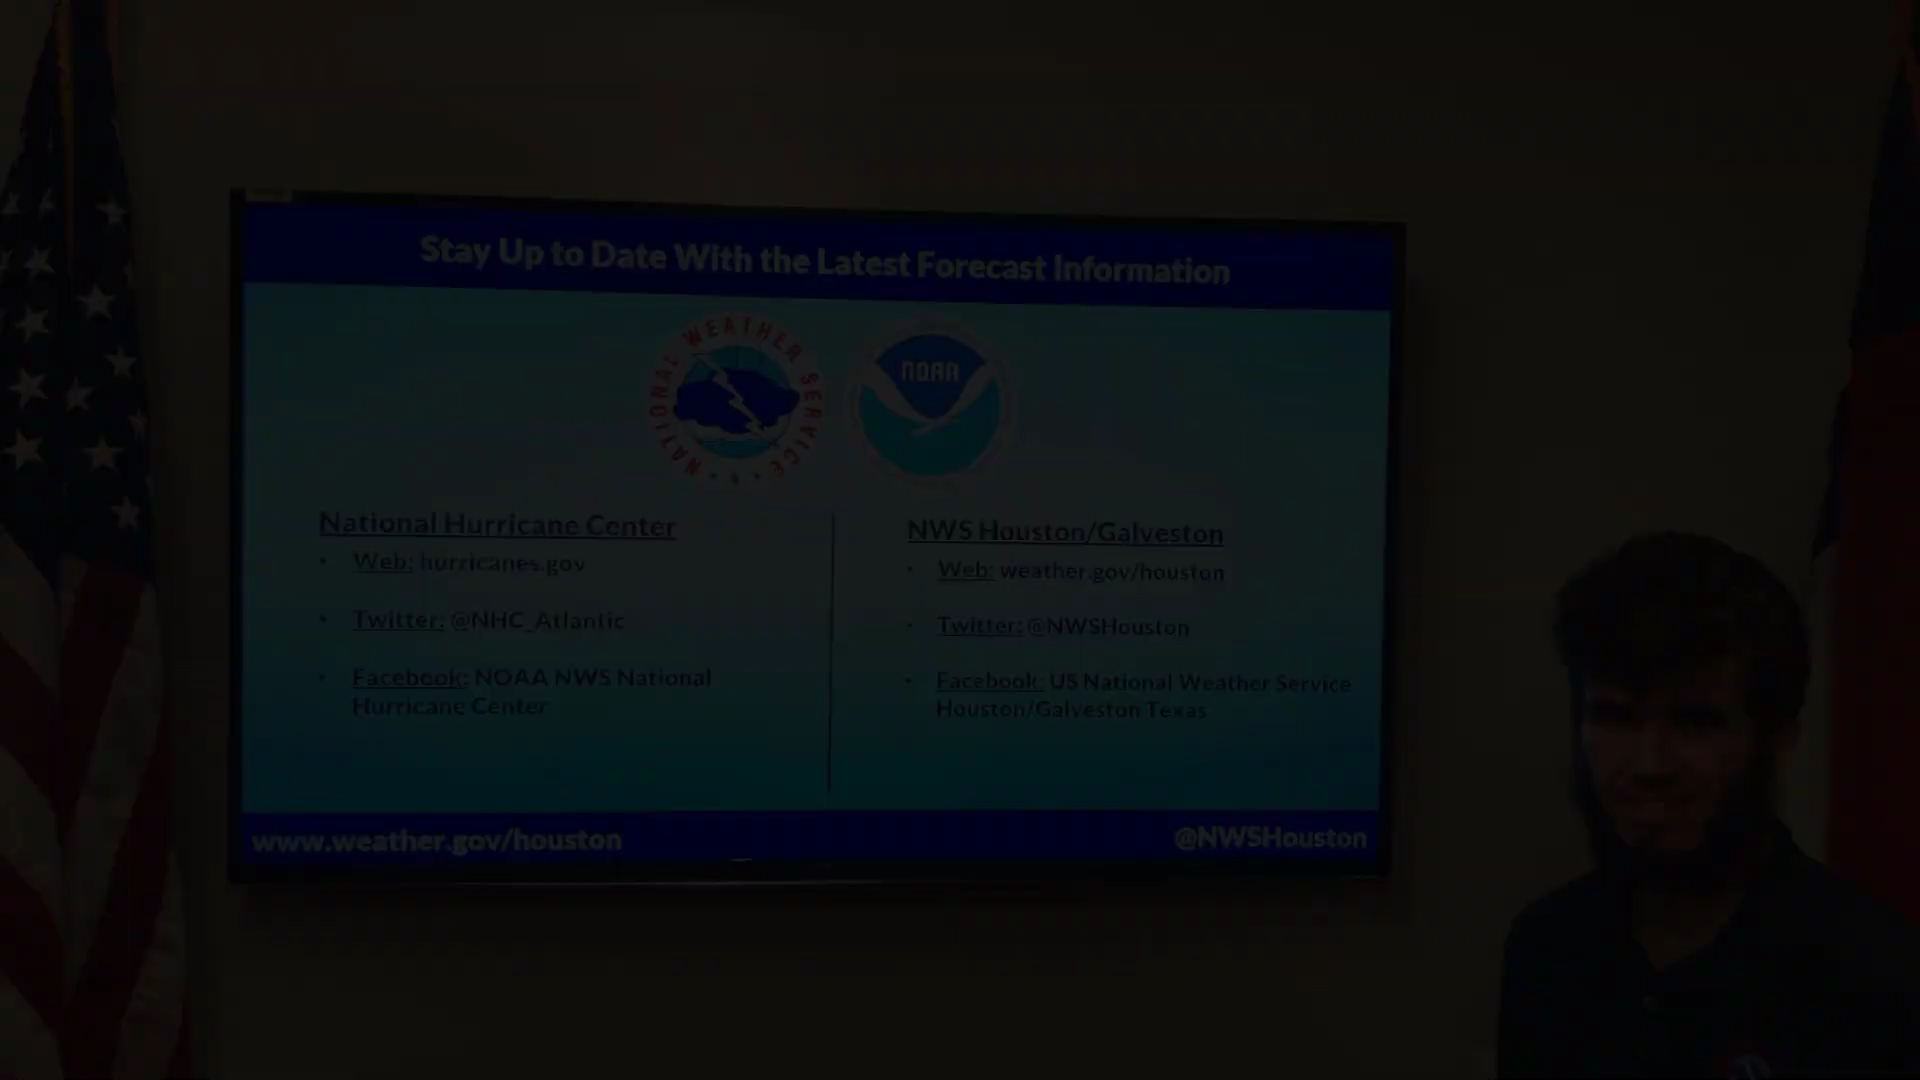 Stay Up to Date With the Latest Forecast Information
NATIONAL WEATHER SERVICE
NOAA
National Hurricane Center
• Web: hurricanes.gov
• Twitter: @NHC_Atlantic
• Facebook: NOAA NWS National
Hurricane Center
NWS Houston/Galveston
• Web: weather.gov/houston
• Twitter: @NWSHouston
• Facebook: US National Weather Service
Houston/Galveston Texas
www.weather.gov/houston
@NWSHouston